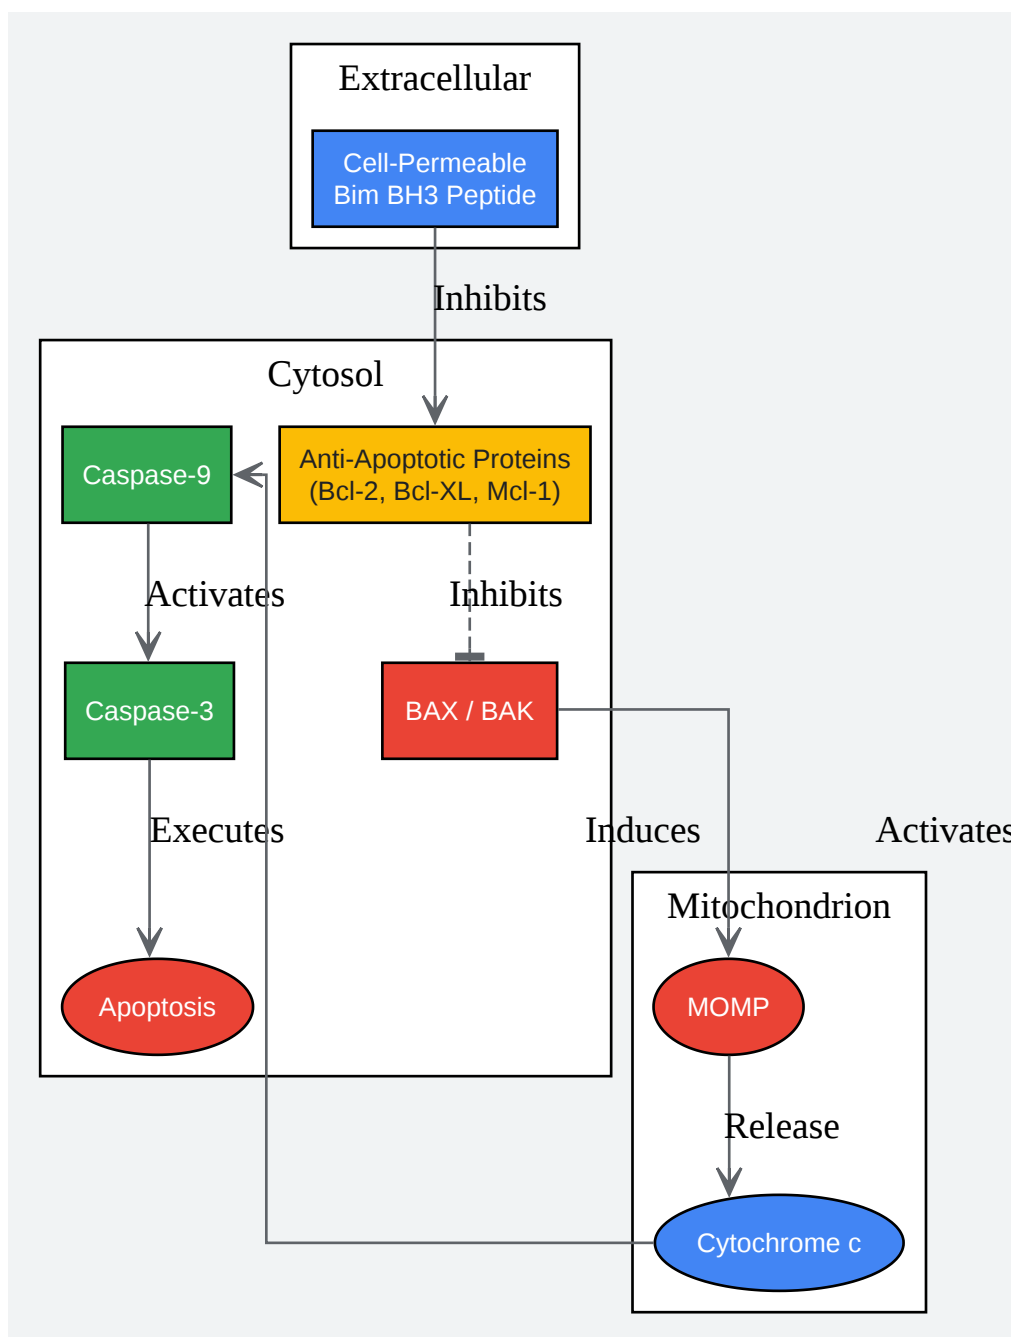 Extracellular
Cell-Permeable
Bim BH3 Peptide
Inhibits
Cytosol
Caspase-9
Anti-Apoptotic Proteins
(Bcl-2, Bcl-XL, Mcl-1)
Activates
Inhibits
Caspase-3
BAX / BAK
Executes
Induces
Activates
Mitochondrion
Apoptosis
MOMP
Release
Cytochrome c